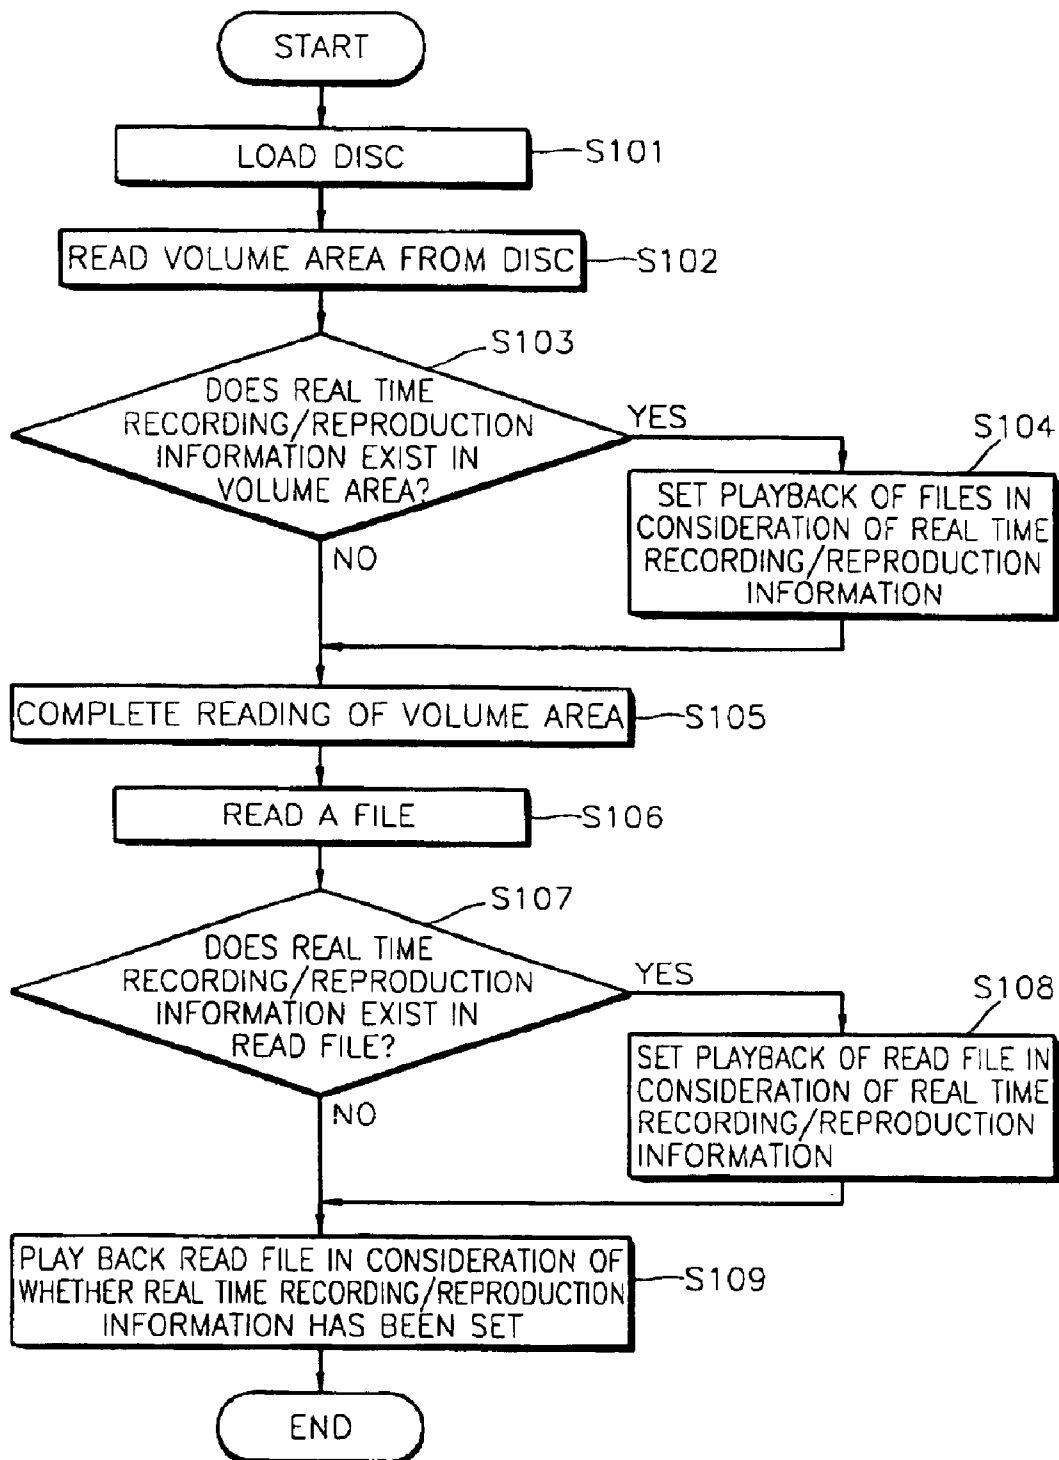 START
LOAD DISC
S101
READ VOLUME AREA FROM DISC
S102
S103
DOES REAL TIME
RECORDING/REPRODUCTION
INFORMATION EXIST IN
VOLUME AREA?
YES
NO
S104
SET PLAYBACK OF FILES IN
CONSIDERATION OF REAL TIME
RECORDING/REPRODUCTION
INFORMATION
COMPLETE READING OF VOLUME AREA
S105
READ A FILE
S106
S107
DOES REAL TIME
RECORDING/REPRODUCTION
INFORMATION EXIST IN
READ FILE?
YES
NO
S108
SET PLAYBACK OF READ FILE IN
CONSIDERATION OF REAL TIME
RECORDING/REPRODUCTION
INFORMATION
PLAY BACK READ FILE IN CONSIDERATION OF
WHETHER REAL TIME RECORDING/REPRODUCTION
INFORMATION HAS BEEN SET
S109
END